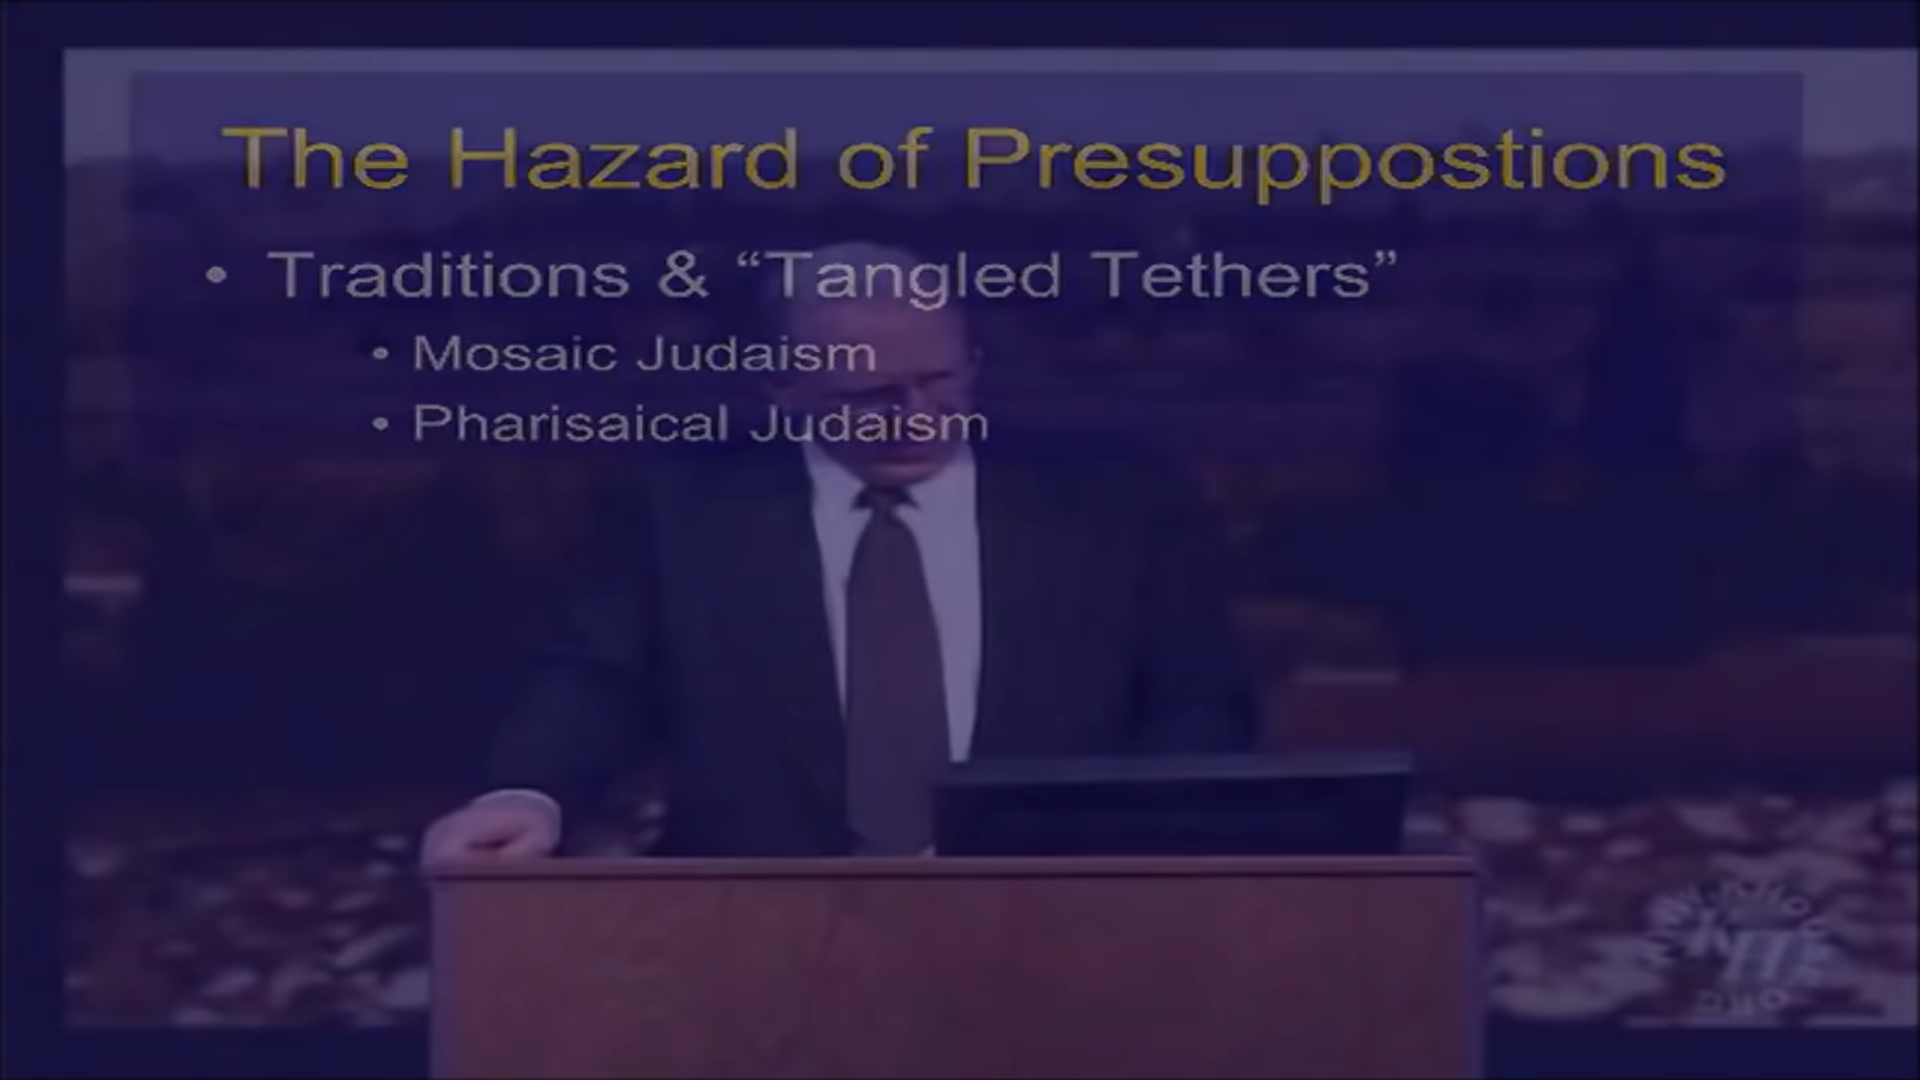 The Hazard of Presuppostions
• Traditions & “Tangled Tethers”
• Mosaic Judaism
• Pharisaical Judaism